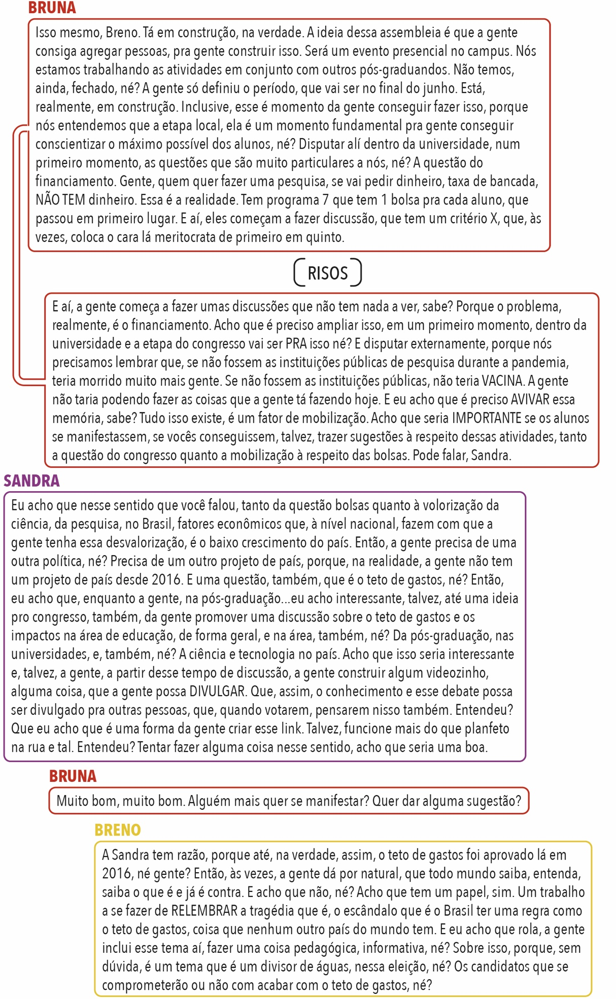 BRUNA
Isso mesmo, Breno. Tá em construção, na verdade. A ideia dessa assembleia é que a gente
consiga agregar pessoas, pra gente construir isso. Será um evento presencial no campus. Nós
estamos trabalhando as atividades em conjunto com outros pós-graduandos. Não temos,
ainda, fechado, né? A gente só definiu o período, que vai ser no final do junho. Está,
realmente, em construção. Inclusive, esse é momento da gente conseguir fazer isso, porque
nós entendemos que a etapa local, ela é um momento fundamental pra gente conseguir
conscientizar o máximo possível dos alunos, né? Disputar alí dentro da universidade, num
primeiro momento, as questões que são muito particulares a nós, né? A questão do
financiamento. Gente, quem quer fazer uma pesquisa, se vai pedir dinheiro, taxa de bancada,
NÃO TEM dinheiro. Essa é a realidade. Tem programa 7 que tem 1 bolsa pra cada aluno, que
passou em primeiro lugar. E aí, eles começam a fazer discussão, que tem um critério X, que, às
vezes, coloca o cara lá meritocrata de primeiro em quinto.
RISOS
E aí, a gente começa a fazer umas discussões que não tem nada a ver, sabe? Porque o problema,
realmente, é o financiamento. Acho que é preciso ampliar isso, em um primeiro momento, dentro da
universidade e a etapa do congresso vai ser PRA isso né? E disputar externamente, porque nós
precisamos lembrar que, se não fossem as instituições públicas de pesquisa durante a pandemia,
teria morrido muito mais gente. Se não fossem as instituições públicas, não teria VACINA. A gente
não taria podendo fazer as coisas que a gente tá fazendo hoje. E eu acho que é preciso AVIVAR essa
memória, sabe? Tudo isso existe, é um fator de mobilização. Acho que seria IMPORTANTE se os alunos
se manifestassem, se vocês conseguissem, talvez, trazer sugestões à respeito dessas atividades, tanto
a questão do congresso quanto a mobilização à respeito das bolsas. Pode falar, Sandra.
SANDRA
Eu acho que nesse sentido que você falou, tanto da questão bolsas quanto à volorização da
ciência, da pesquisa, no Brasil, fatores econômicos que, à nível nacional, fazem com que a
gente tenha essa desvalorização, é o baixo crescimento do país. Então, a gente precisa de uma
outra política, né? Precisa de um outro projeto de país, porque, na realidade, a gente não tem
um projeto de país desde 2016. E uma questão, também, que é o teto de gastos, né? Então,
eu acho que, enquanto a gente, na pós-graduação...eu acho interessante, talvez, até uma ideia
pro congresso, também, da gente promover uma discussão sobre o teto de gastos e os
impactos na área de educação, de forma geral, e na área, também, né? Da pós-graduação, nas
universidades, e, também, né? A ciência e tecnologia no país. Acho que isso seria interessante
e, talvez, a gente, a partir desse tempo de discussão, a gente construir algum videozinho,
alguma coisa, que a gente possa DIVULGAR. Que, assim, o conhecimento e esse debate possa
ser divulgado pra outras pessoas, que, quando votarem, pensarem nisso também. Entendeu?
Que eu acho que é uma forma da gente criar esse link. Talvez, funcione mais do que planfeto
na rua e tal. Entendeu? Tentar fazer alguma coisa nesse sentido, acho que seria uma boa.
BRUNA
Muito bom, muito bom. Alguém mais quer se manifestar? Quer dar alguma sugestão?
BRENO
A Sandra tem razão, porque até, na verdade, assim, o teto de gastos foi aprovado lá em
2016, né gente? Então, às vezes, a gente dá por natural, que todo mundo saiba, entenda,
saiba o que é e já é contra. E acho que não, né? Acho que tem um papel, sim. Um trabalho
a se fazer de RELEMBRAR a tragédia que é, o escândalo que é o Brasil ter uma regra como
o teto de gastos, coisa que nenhum outro país do mundo tem. E eu acho que rola, a gente
inclui esse tema aí, fazer uma coisa pedagógica, informativa, né? Sobre isso, porque, sem
dúvida, é um tema que é um divisor de águas, nessa eleição, né? Os candidatos que se
comprometerão ou não com acabar com o teto de gastos, né?